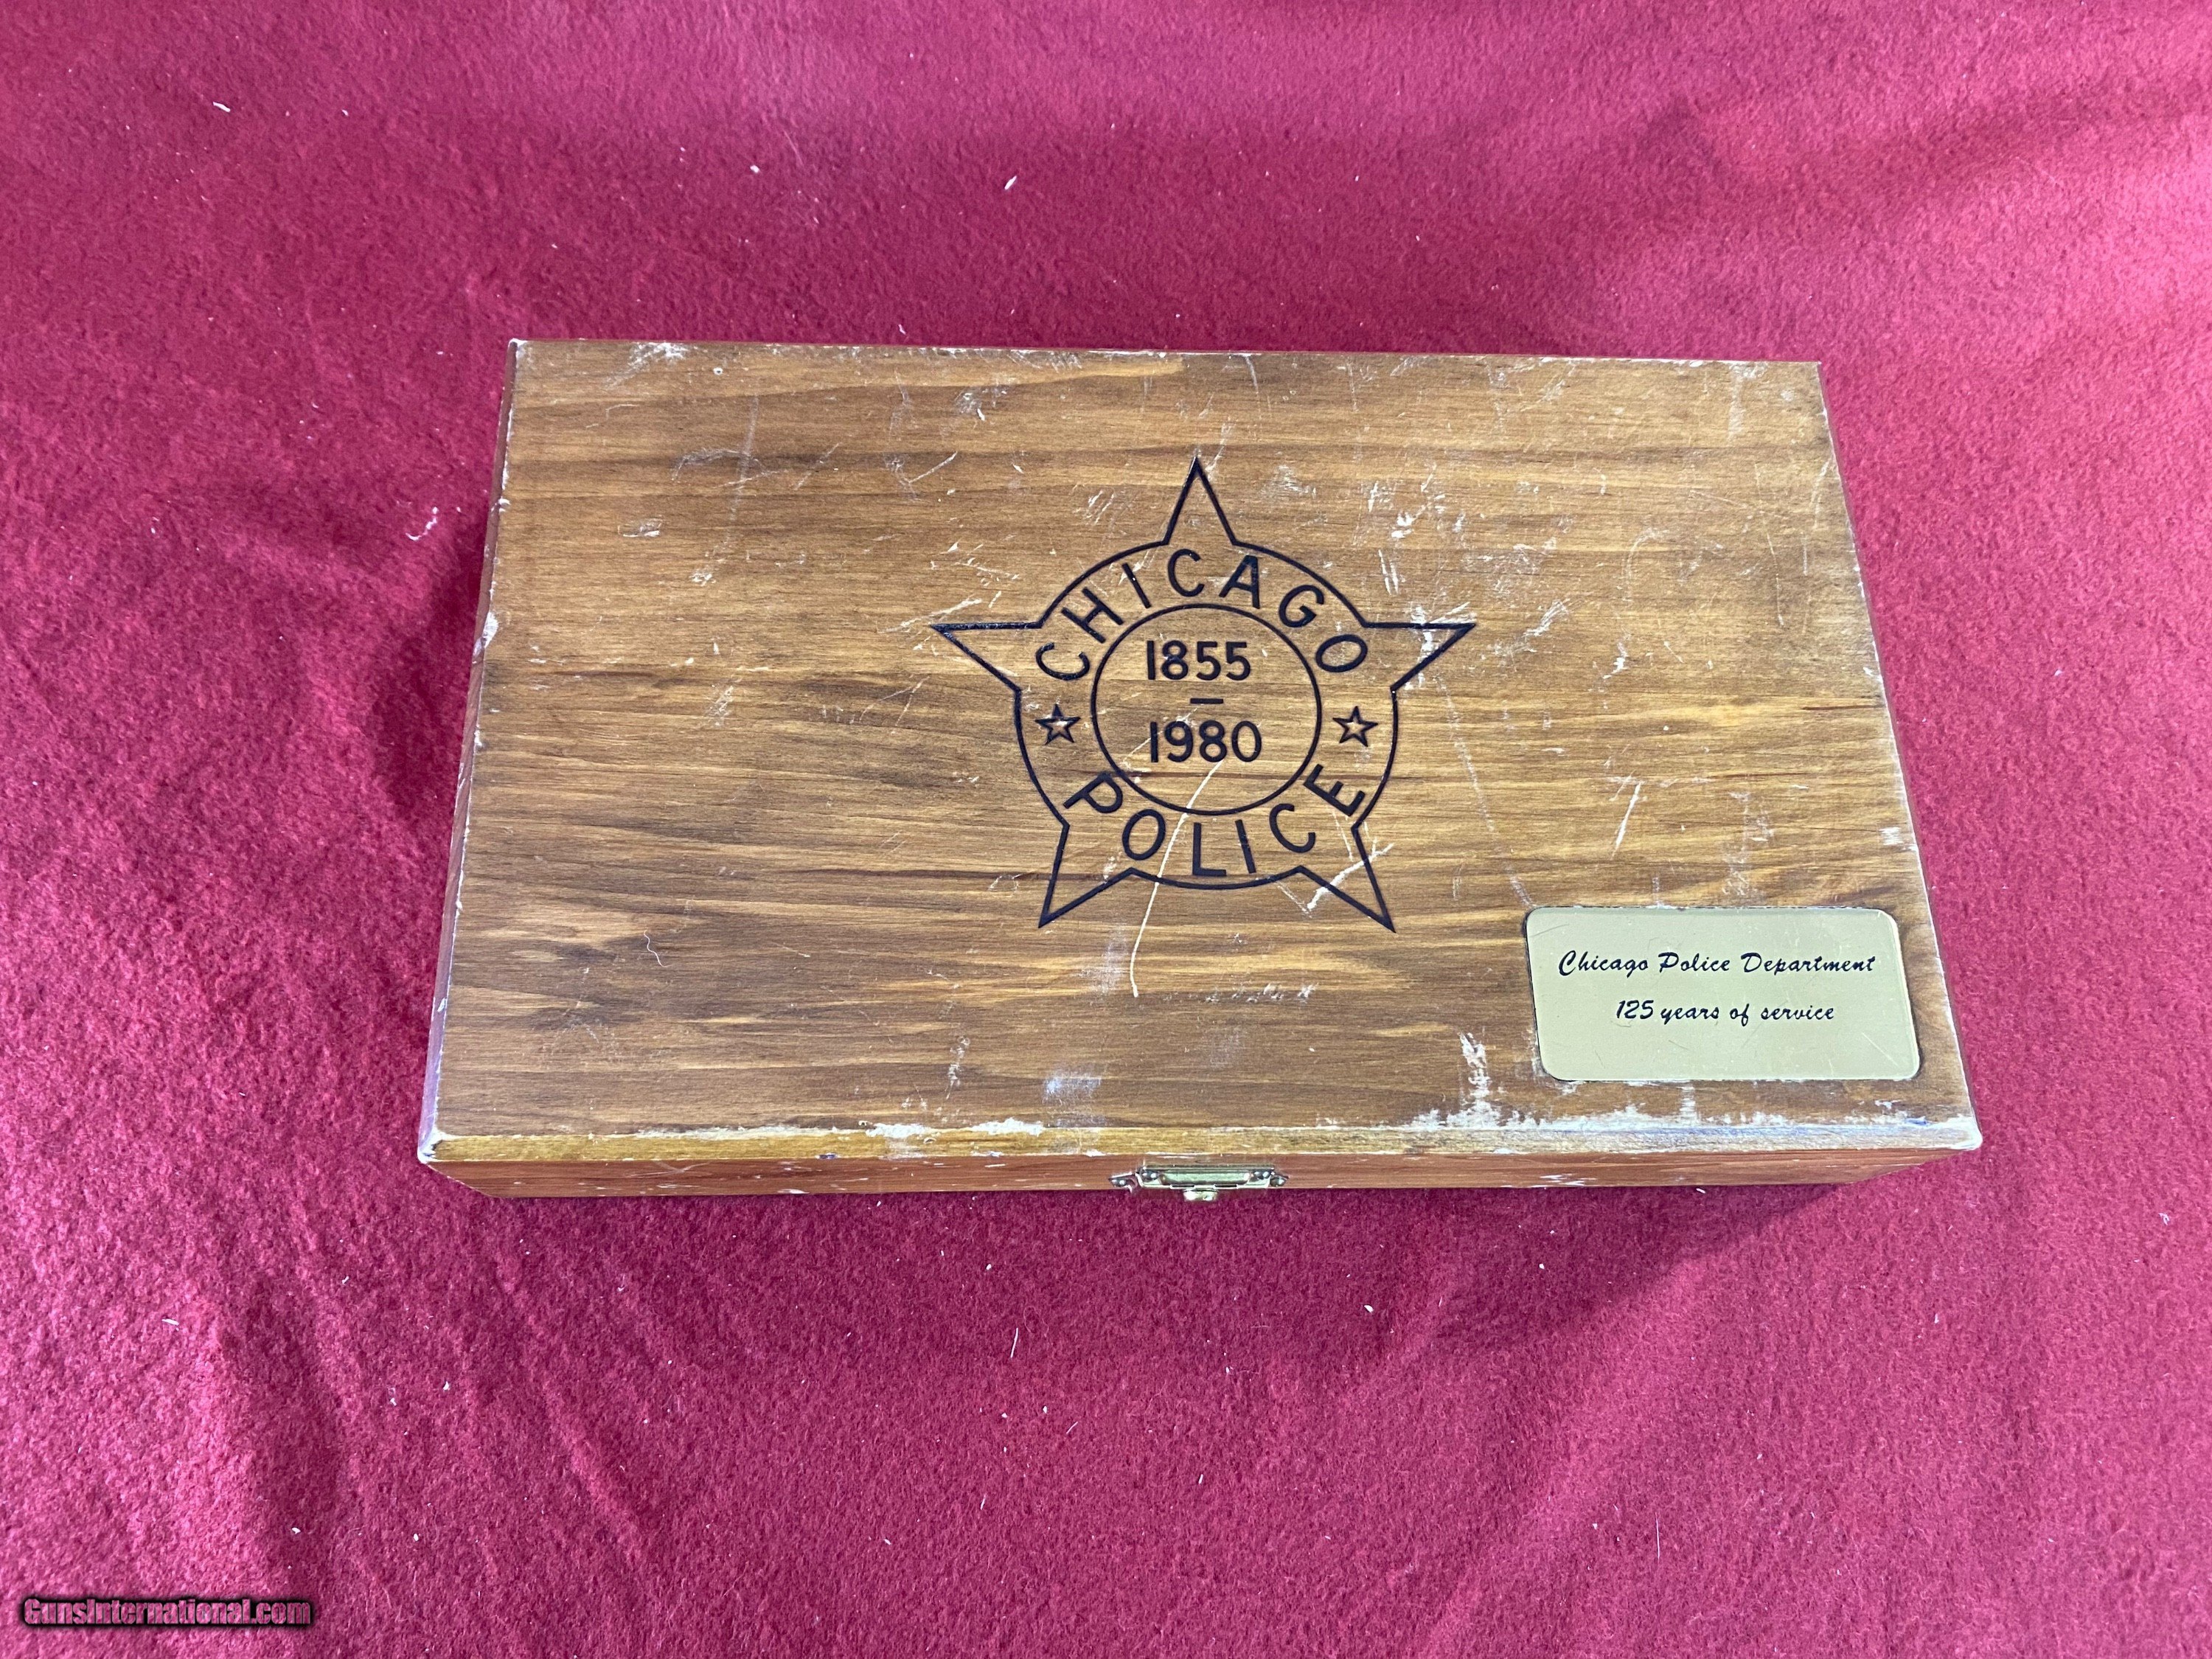 CHICAGO
1855
–
1980
POLICE
Chicago Police Department
125 years of service
GunsInternational.com